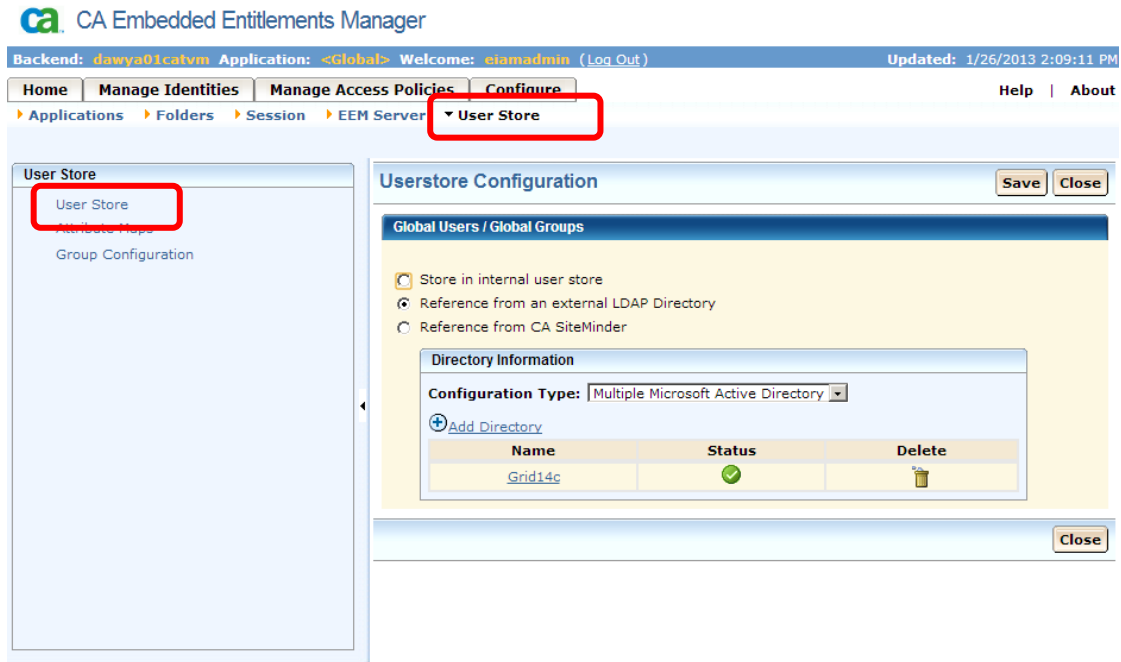 ca. CA Embedded Entitlements Manager
Backend: dawya01catvm Application: <Global> Welcome: eiamadmin (Log Out) Updated: 1/26/2013 2:09:11 PM
Home Manage Identities Manage Access Policies Configure Help | About
Applications Folders Session EEM Server User Store
User Store
User Store
Attribute Maps
Group Configuration
Userstore Configuration Save Close
Global Users / Global Groups
Store in internal user store
Reference from an external LDAP Directory
Reference from CA SiteMinder
Directory Information
Configuration Type: Multiple Microsoft Active Directory
Add Directory
Name Status Delete
Grid14c
Close